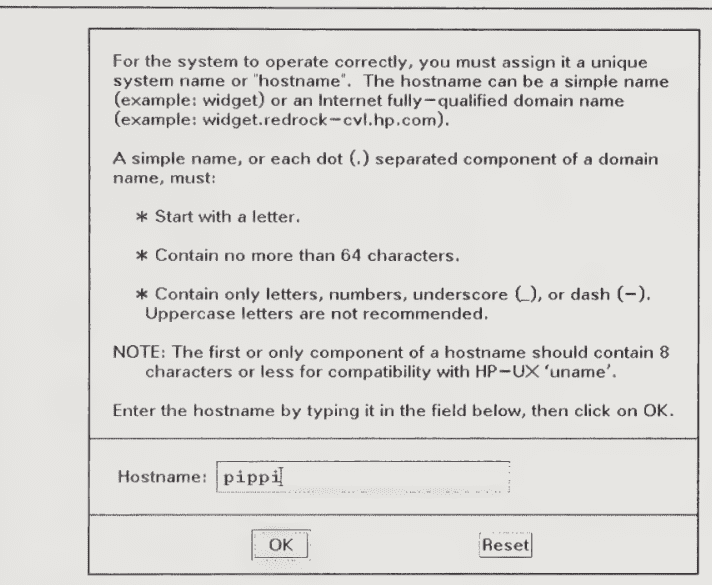 For the system to operate correctly, you must assign it a unique
system name or "hostname".  The hostname can be a simple name
(example: widget) or an Internet fully-qualified domain name
(example: widget.redrock-cvl.hp.com).
A simple name, or each dot (.) separated component of a domain
name, must:
* Start with a letter.
* Contain no more than 64 characters.
* Contain only letters, numbers, underscore (_), or dash (-).
Uppercase letters are not recommended.
NOTE: The first or only component of a hostname should contain 8
characters or less for compatibility with HP-UX 'uname'.
Enter the hostname by typing it in the field below, then click on OK.
Hostname: pippi
OK Reset